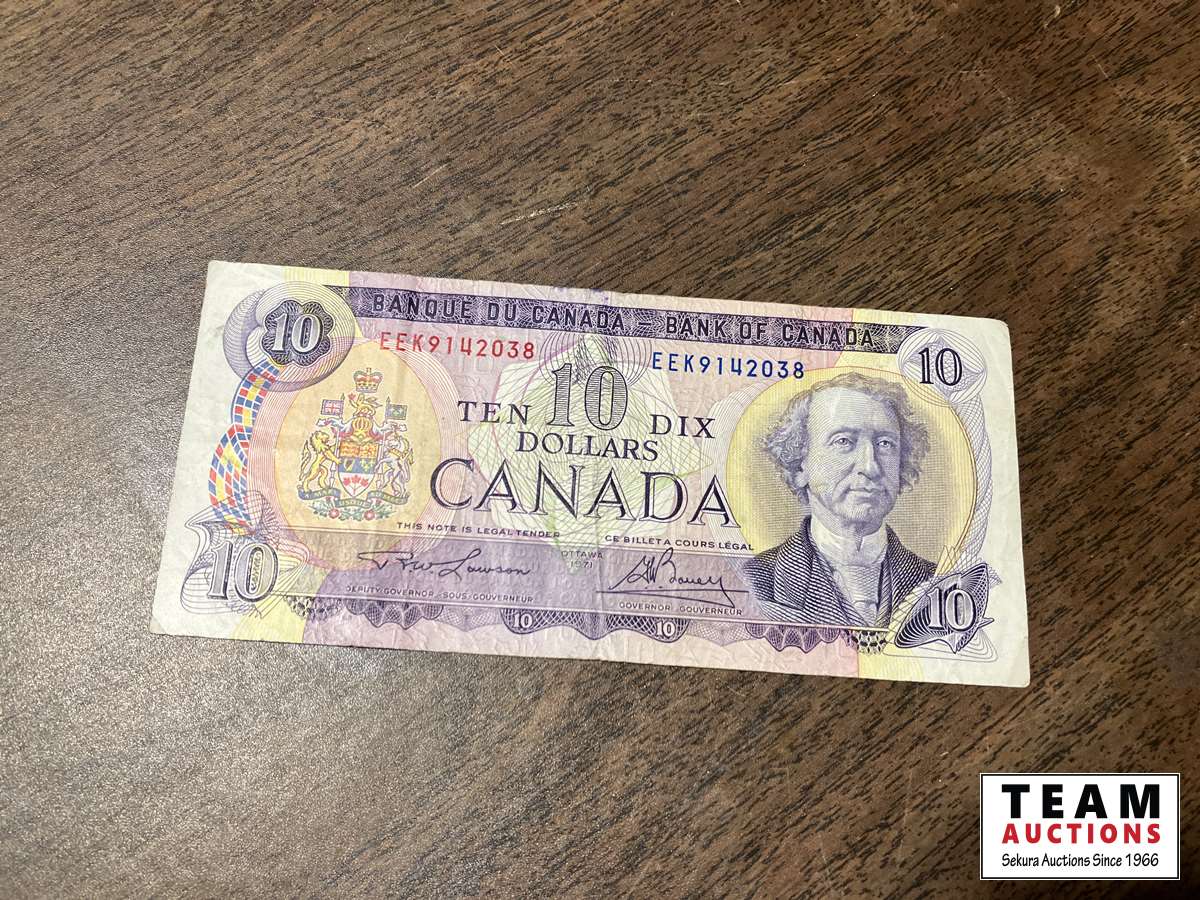 BANQUE DU CANADA – BANK OF CANADA
10
10
EEK9142038
EEK9142038
TEN 10 DIX
DOLLARS
CANADA
THIS NOTE IS LEGAL TENDER
CE BILLET A COURS LÉGAL
OTTAWA
1971
DEPUTY GOVERNOR - SOUS-GOUVERNEUR
GOVERNOR - GOUVERNEUR
10
10
10
10
TEAM
AUCTIONS
Sekura Auctions Since 1966